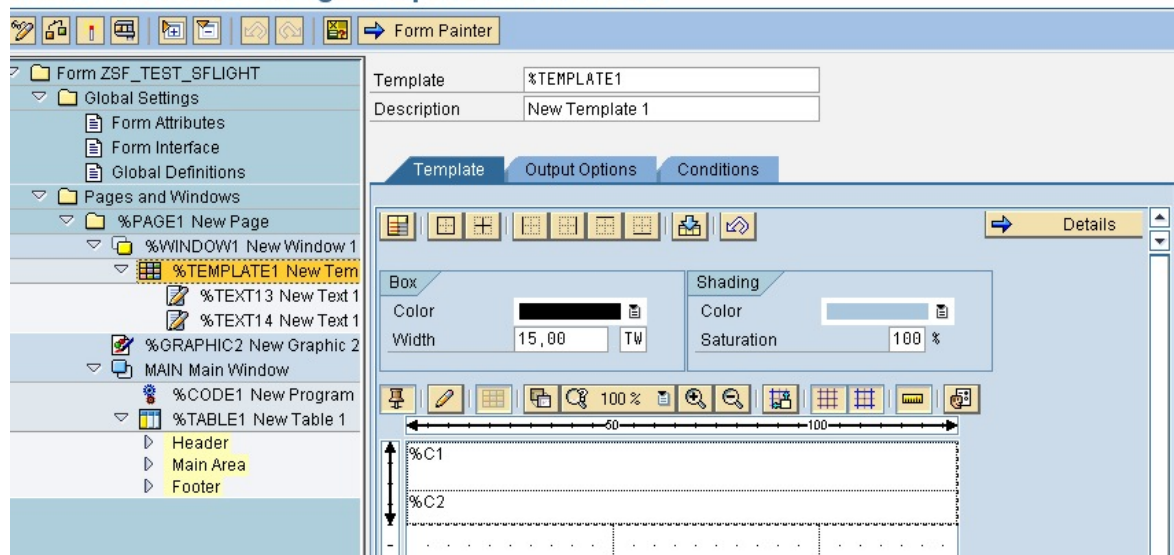 Form Painter
Form ZSF_TEST_SFLIGHT
Global Settings
Form Attributes
Form Interface
Global Definitions
Pages and Windows
%PAGE1 New Page
%WINDOW1 New Window 1
%TEMPLATE1 New Tem
%TEXT13 New Text 1
%TEXT14 New Text 1
%GRAPHIC2 New Graphic 2
MAIN Main Window
%CODE1 New Program
%TABLE1 New Table 1
Header
Main Area
Footer
Template %TEMPLATE1
Description New Template 1
Template Output Options Conditions
Details
Box Shading
Color Color
Width 15,00 TW Saturation 100 %
100 %
50 100
%C1
%C2